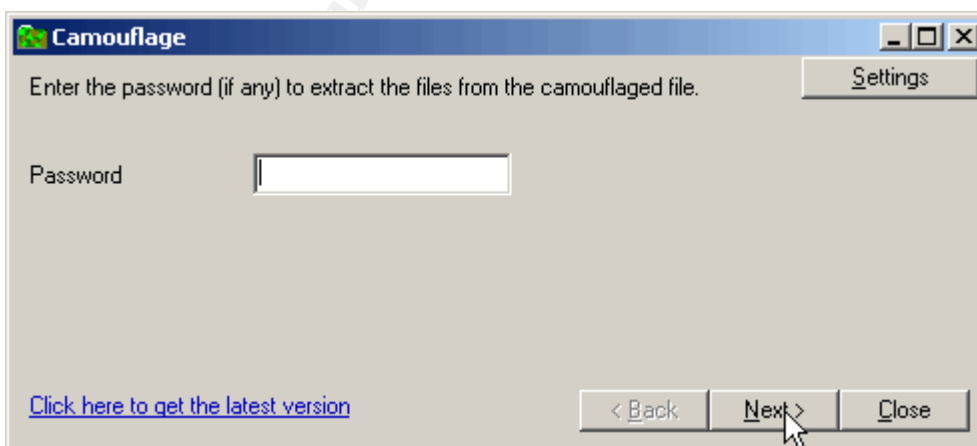 Camouflage
Enter the password (if any) to extract the files from the camouflaged file.
Settings
Password
Click here to get the latest version
< Back
Next >
Close